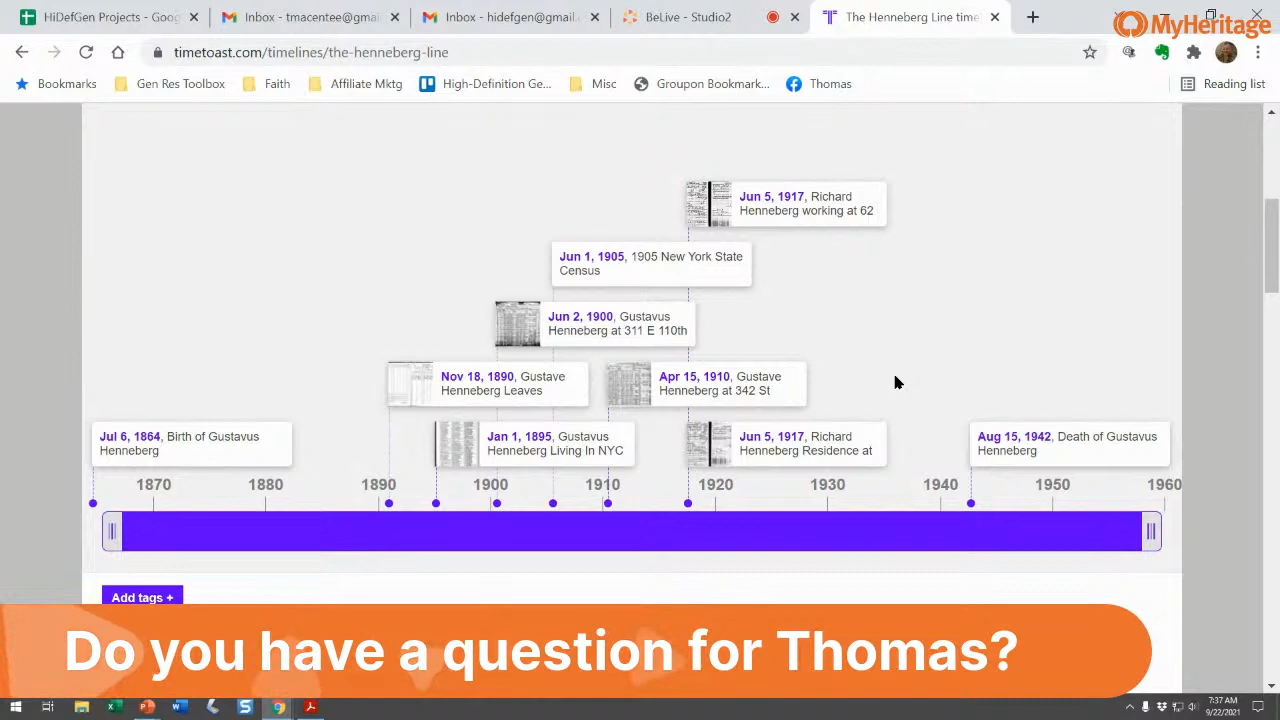 HiDefGen Projects - Goog
Inbox - tmacentee@gmail.
Inbox - hidefgen@gmail.
BeLive - Studio7
The Henneberg Line time
MyHeritage
timetoast.com/timelines/the-henneberg-line
Bookmarks
Gen Res Toolbox
Faith
Affiliate Mktg
High-Definition Ge...
Misc
Groupon Bookmark...
Thomas
Reading list
Jun 5, 1917, Richard
Henneberg working at 62
Jun 1, 1905, 1905 New York State
Census
Jun 2, 1900, Gustavus
Henneberg at 311 E 110th
Nov 18, 1890, Gustave
Henneberg Leaves
Apr 15, 1910, Gustave
Henneberg at 342 St
Jul 6, 1864, Birth of Gustavus
Henneberg
Jan 1, 1895, Gustavus
Henneberg Living In NYC
Jun 5, 1917, Richard
Henneberg Residence at
Aug 15, 1942, Death of Gustavus
Henneberg
1870 1880 1890 1900 1910 1920 1930 1940 1950 1960
Add tags +
Do you have a question for Thomas?
7:37 AM
9/22/2021